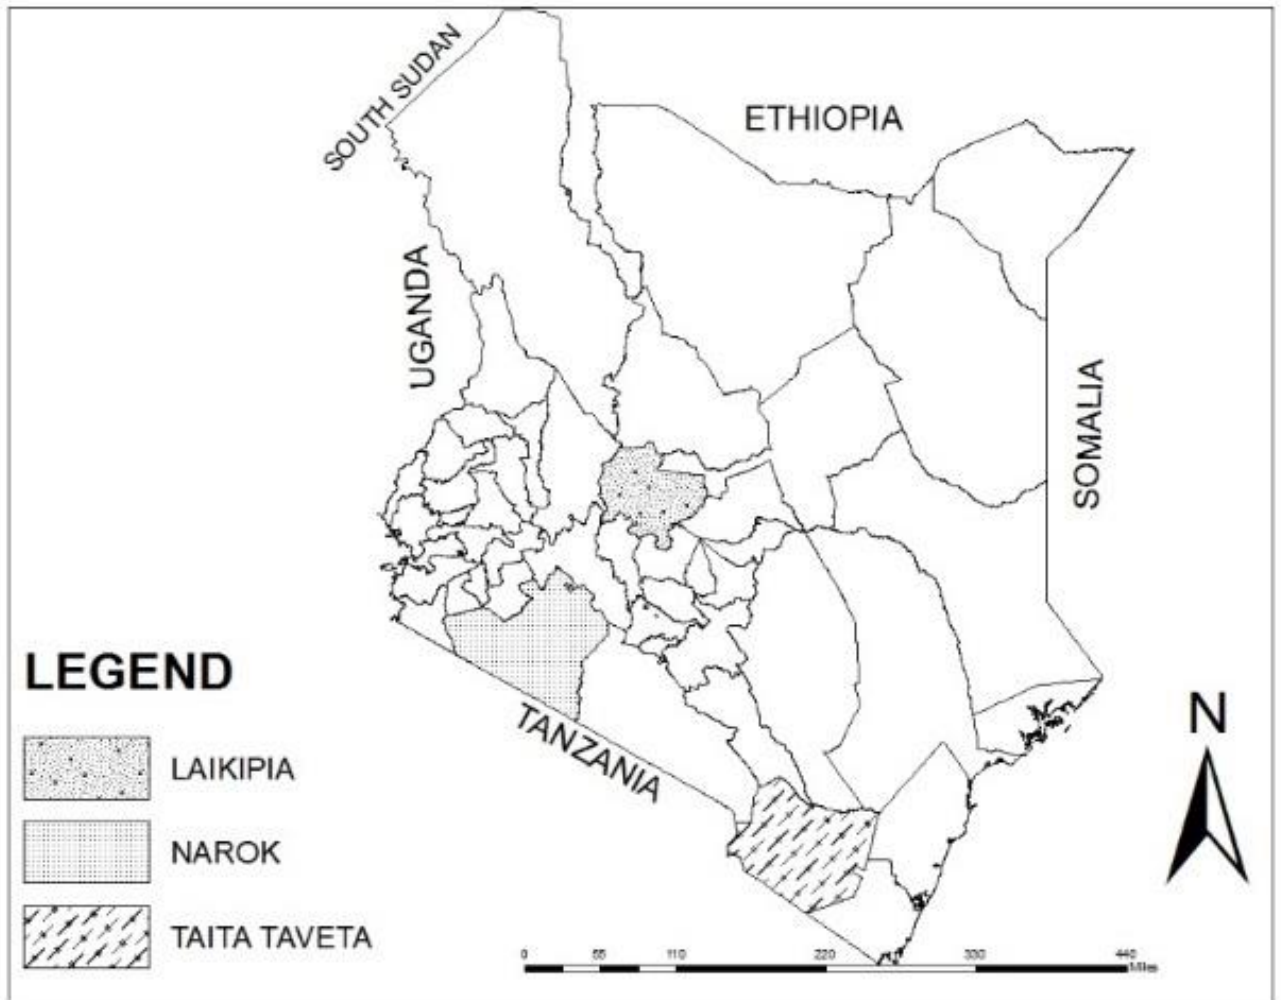 SOUTH SUDAN
ETHIOPIA
UGANDA
SOMALIA
TANZANIA
LEGEND
LAIKIPIA
NAROK
TAITA TAVETA
N
0 55 110 220 330 440
Miles